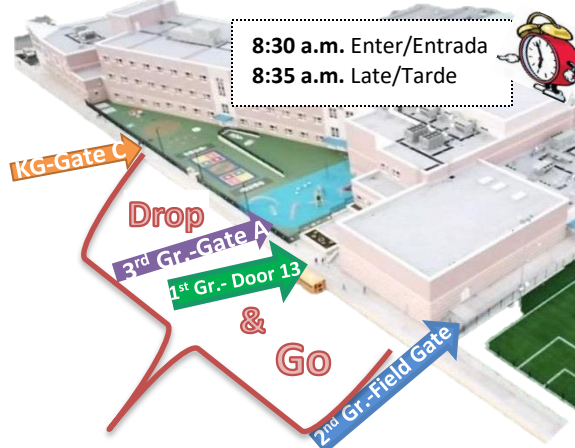 8:30 a.m. Enter/Entrada
8:35 a.m. Late/Tarde
KG-Gate C
Drop
3rd Gr.-Gate A
1st Gr.- Door 13
&
Go
2nd Gr.-Field Gate